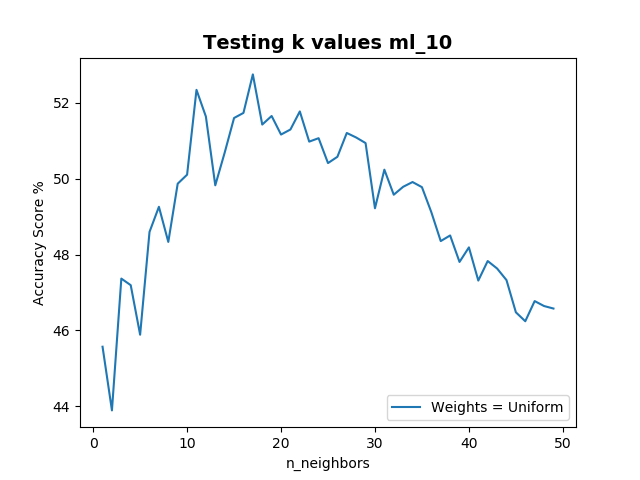 Testing k values ml_10
Accuracy Score %
52
50
48
46
44
Weights = Uniform
0 10 20 30 40 50
n_neighbors